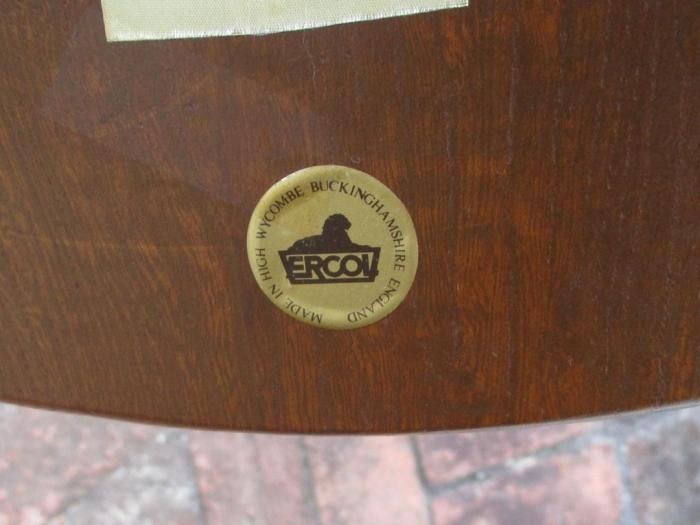 MADE IN HIGH WYCOMBE BUCKINGHAMSHIRE ENGLAND
ERCOL